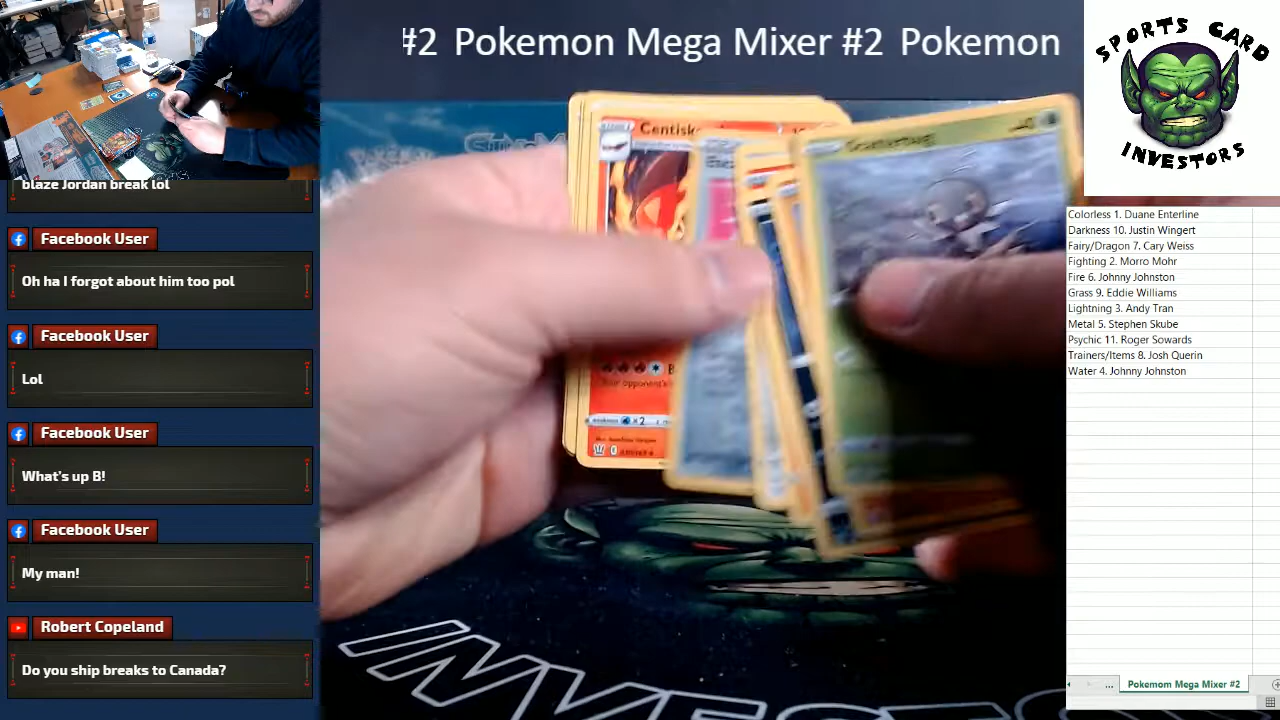 #2 Pokemon Mega Mixer #2 Pokemon
SPORTS CARD
INVESTORS
blaze Jordan break lol
Facebook User
Oh ha I forgot about him too pol
Facebook User
Lol
Facebook User
What's up B!
Facebook User
My man!
Robert Copeland
Do you ship breaks to Canada?
Centisk
x2
INVESTORS
Colorless 1. Duane Enterline
Darkness 10. Justin Wingert
Fairy/Dragon 7. Cary Weiss
Fighting 2. Morro Mohr
Fire 6. Johnny Johnston
Grass 9. Eddie Williams
Lightning 3. Andy Tran
Metal 5. Stephen Skube
Psychic 11. Roger Sowards
Trainers/Items 8. Josh Querin
Water 4. Johnny Johnston
... Pokemom Mega Mixer #2